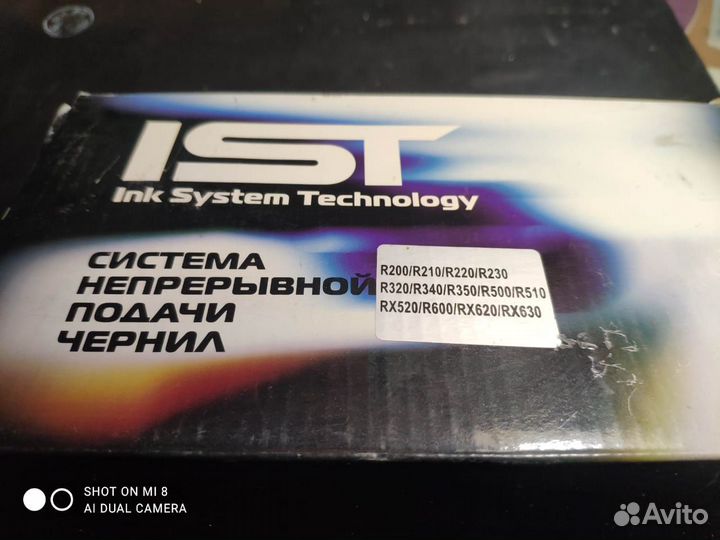 IST
Ink System Technology
СИСТЕМА
НЕПРЕРЫВНОЙ
ПОДАЧИ
ЧЕРНИЛ
R200/R210/R220/R230
R320/R340/R350/R500/R510
RX520/R600/RX620/RX630
SHOT ON MI 8
AI DUAL CAMERA
Avito